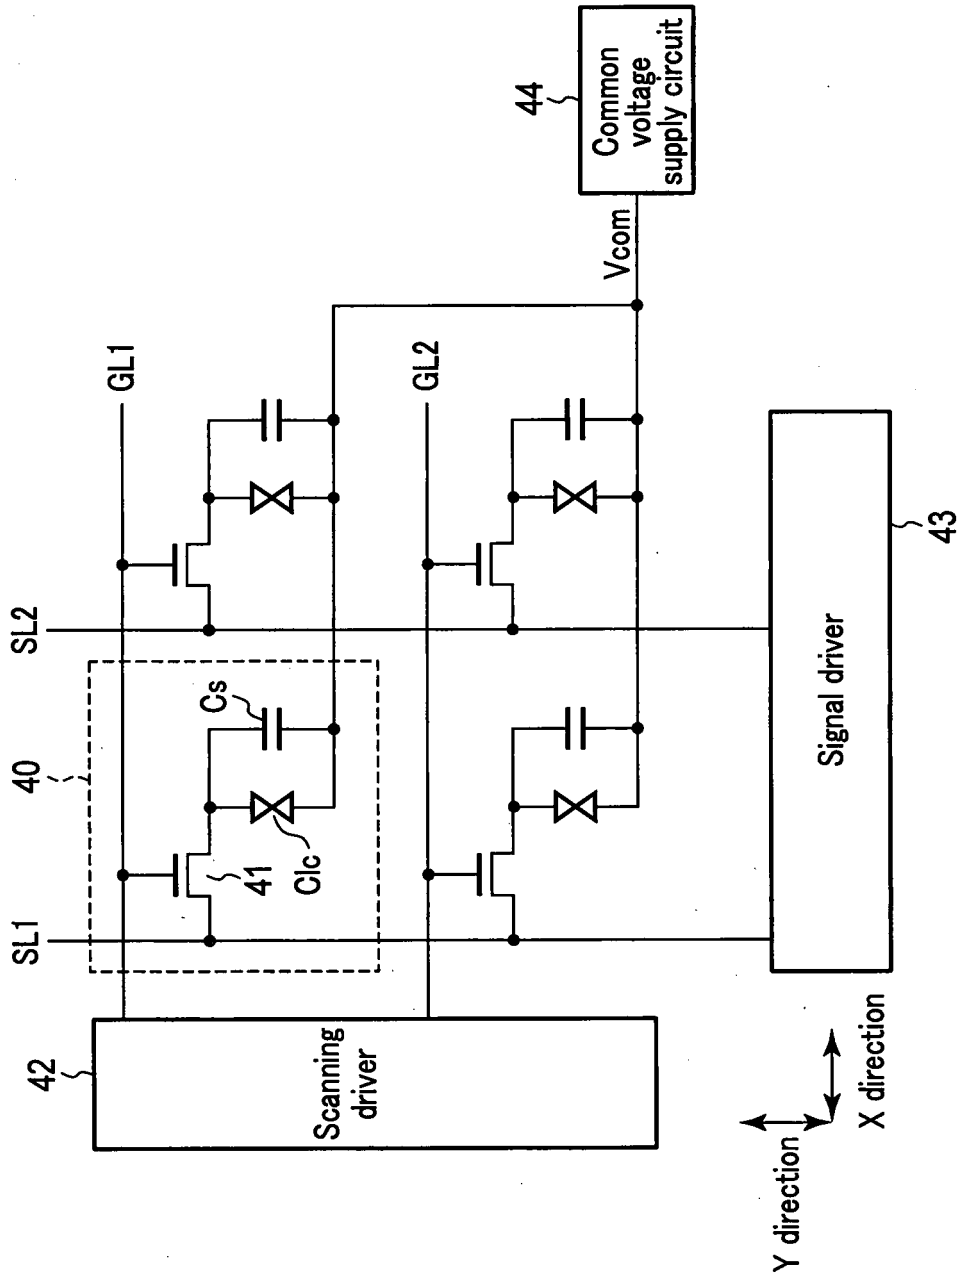 44
Common
voltage
supply circuit
Vcom
GL1
GL2
SL2
40
Cs
41
Clc
SL1
42
Scanning
driver
Signal driver
43
Y direction
X direction